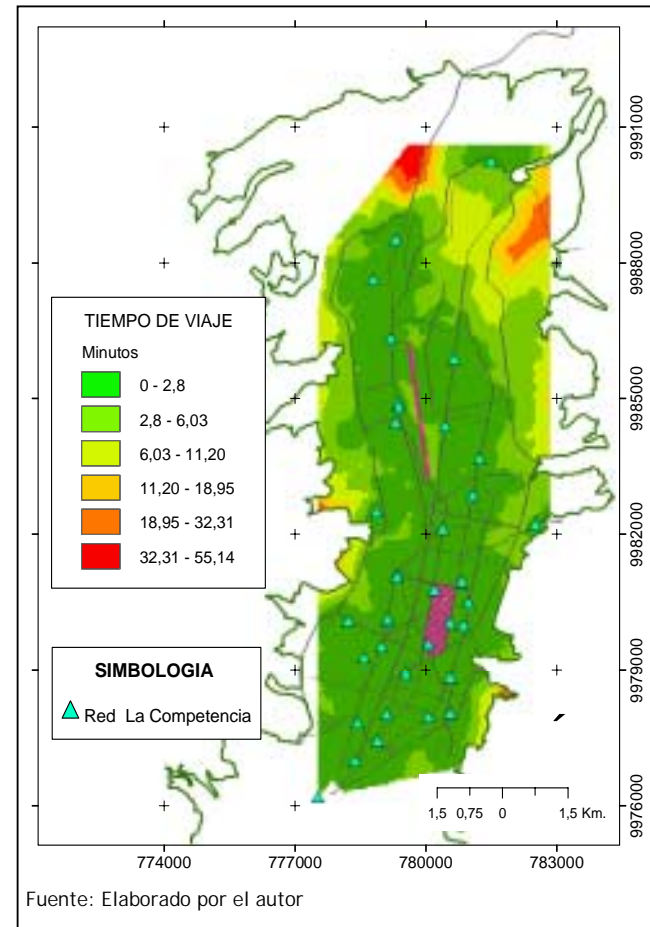 9991000
9988000
9985000
9982000
9979000
9976000
TIEMPO DE VIAJE
Minutos
0 - 2,8
2,8 - 6,03
6,03 - 11,20
11,20 - 18,95
18,95 - 32,31
32,31 - 55,14
SIMBOLOGIA
Red La Competencia
1,5 0,75 0 1,5 Km.
774000 777000 780000 783000
Fuente: Elaborado por el autor